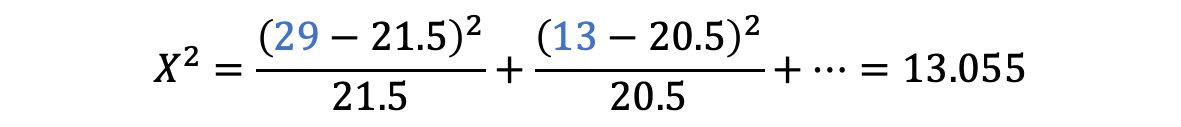 X² = (29 − 21.5)²/21.5 + (13 − 20.5)²/20.5 + ⋯ = 13.055